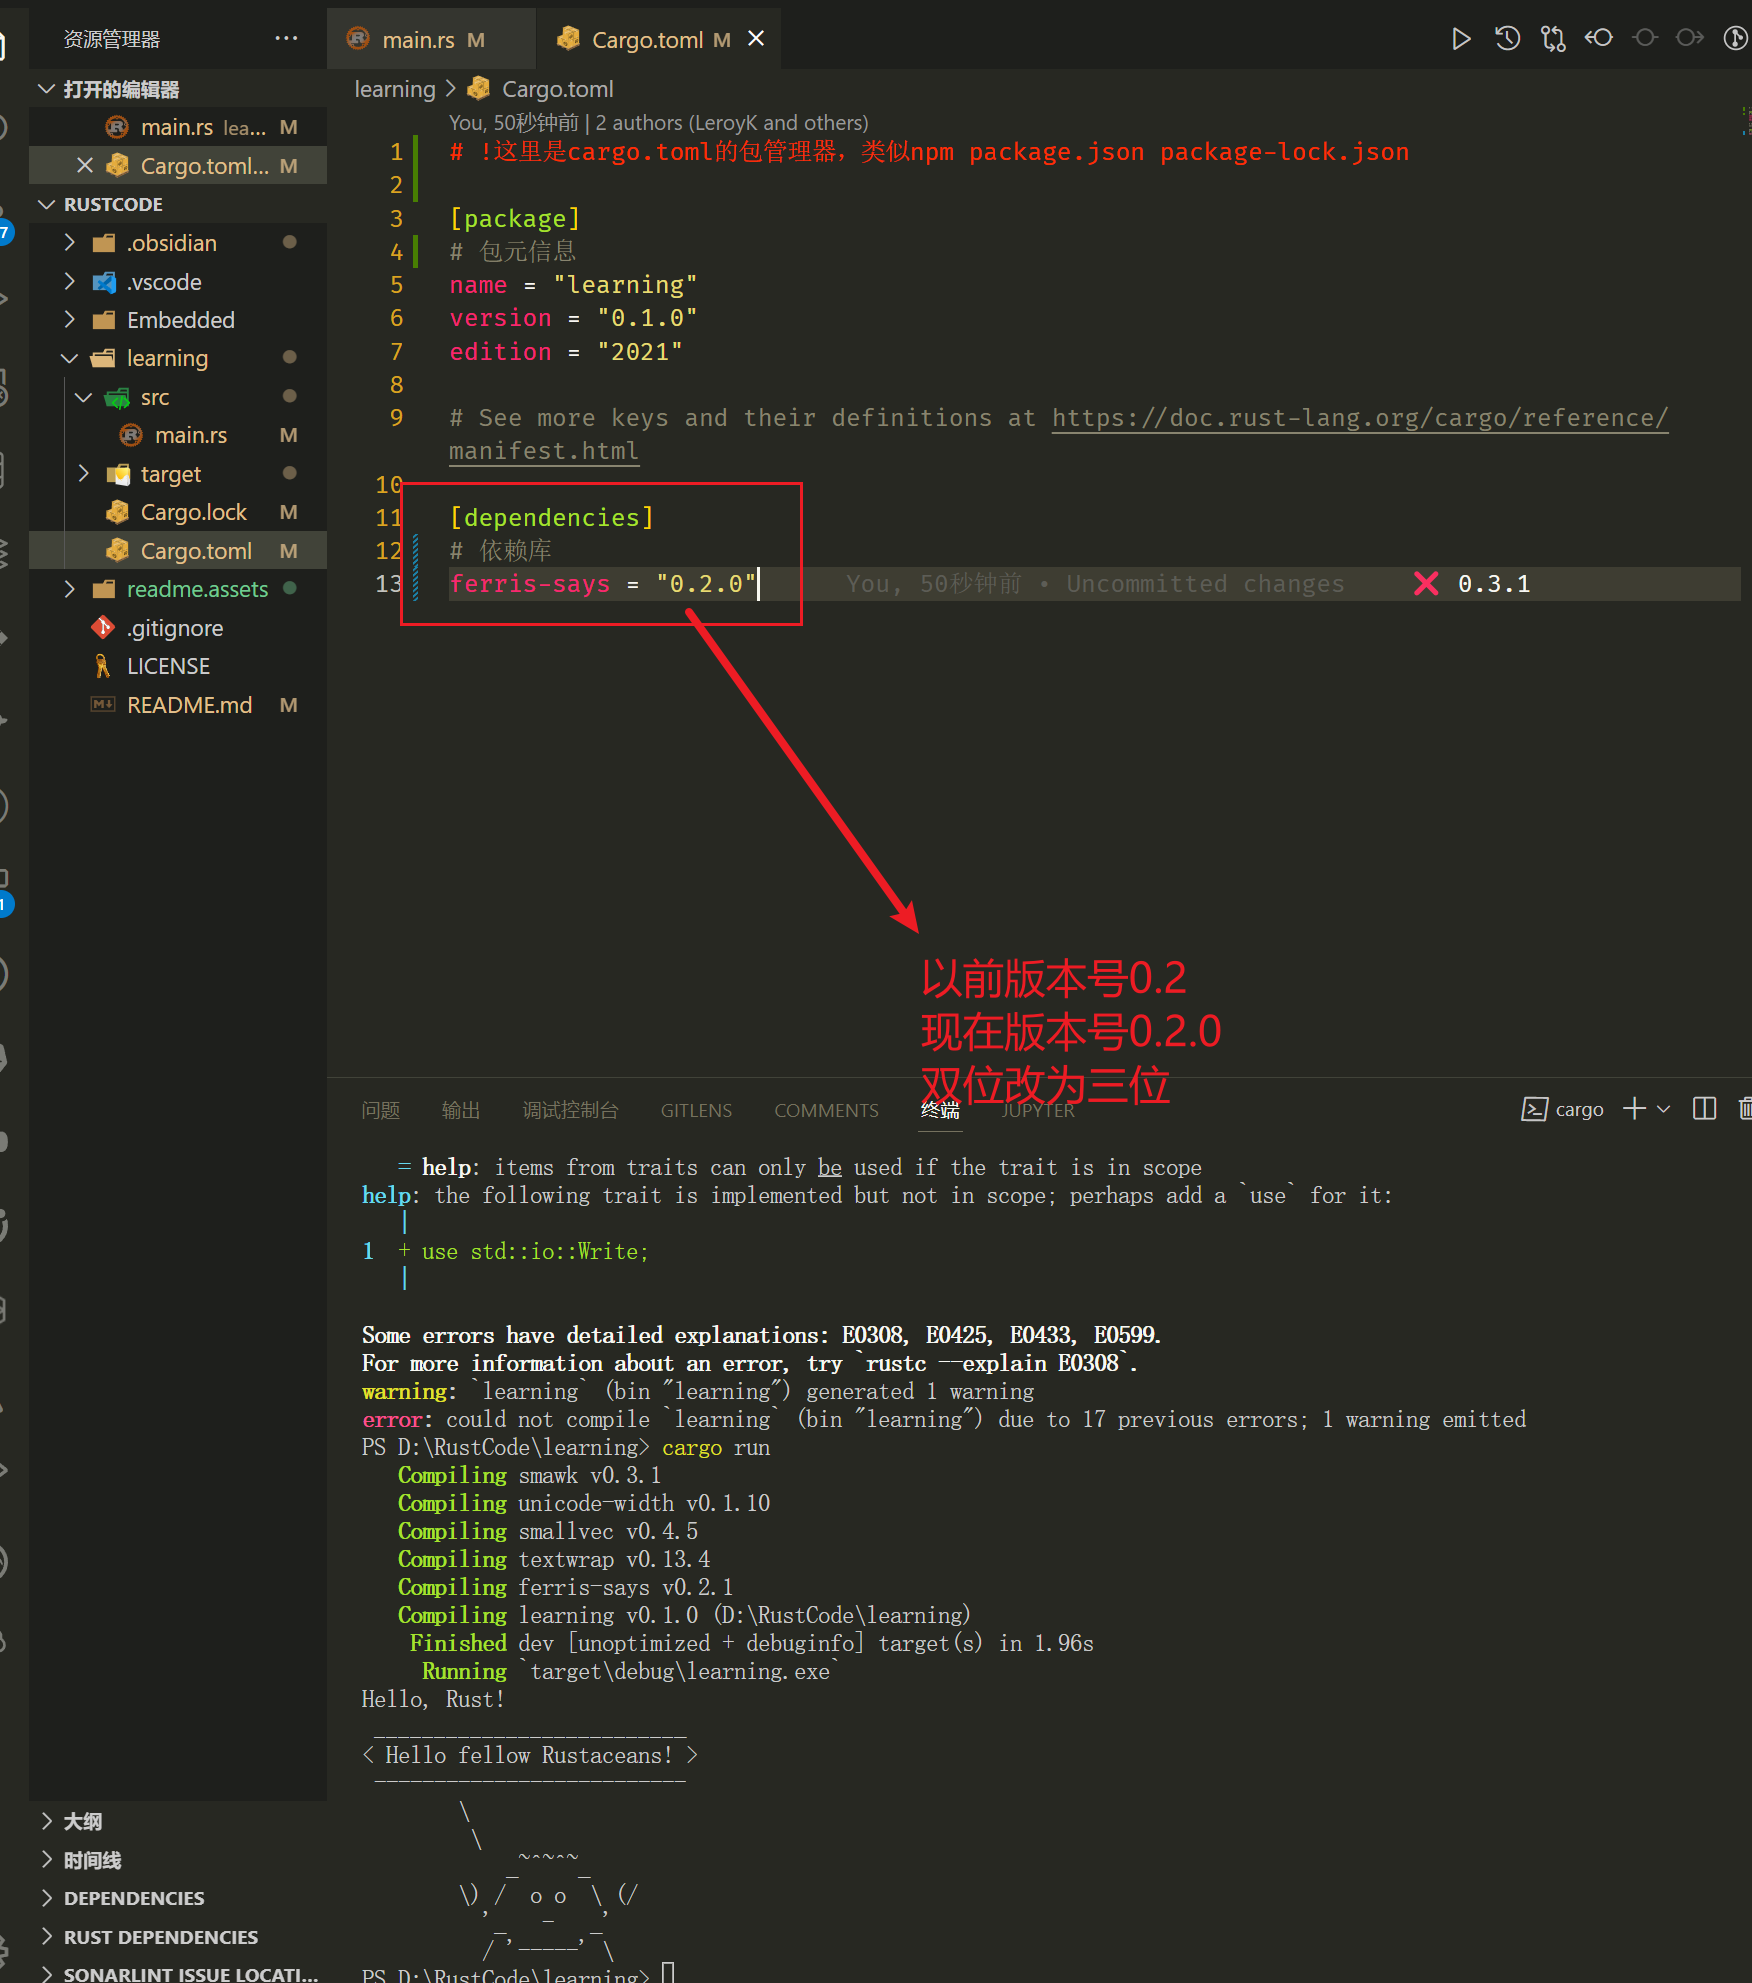 资源管理器 ···
打开的编辑器
main.rs lea... M
Cargo.toml... M
RUSTCODE
.obsidian
.vscode
Embedded
learning
src
main.rs M
target
Cargo.lock M
Cargo.toml M
readme.assets
.gitignore
LICENSE
README.md M
大纲
时间线
DEPENDENCIES
RUST DEPENDENCIES
SONARLINT ISSUE LOCATI...
7
1
main.rs M
Cargo.toml M
learning > Cargo.toml
You, 50秒钟前 | 2 authors (LeroyK and others)
1 # !这里是cargo.toml的包管理器，类似npm package.json package-lock.json
2
3 [package]
4 # 包元信息
5 name = "learning"
6 version = "0.1.0"
7 edition = "2021"
8
9 # See more keys and their definitions at https://doc.rust-lang.org/cargo/reference/
manifest.html
10
11 [dependencies]
12 # 依赖库
13 ferris-says = "0.2.0" You, 50秒钟前 • Uncommitted changes ❌ 0.3.1
以前版本号0.2
现在版本号0.2.0
双位改为三位
问题 输出 调试控制台 GITLENS COMMENTS 终端 JUPYTER cargo
= help: items from traits can only be used if the trait is in scope
help: the following trait is implemented but not in scope; perhaps add a `use` for it:
|
1 + use std::io::Write;
|
Some errors have detailed explanations: E0308, E0425, E0433, E0599.
For more information about an error, try `rustc --explain E0308`.
warning: `learning` (bin "learning") generated 1 warning
error: could not compile `learning` (bin "learning") due to 17 previous errors; 1 warning emitted
PS D:\RustCode\learning> cargo run
Compiling smawk v0.3.1
Compiling unicode-width v0.1.10
Compiling smallvec v0.4.5
Compiling textwrap v0.13.4
Compiling ferris-says v0.2.1
Compiling learning v0.1.0 (D:\RustCode\learning)
Finished dev [unoptimized + debuginfo] target(s) in 1.96s
Running `target\debug\learning.exe`
Hello, Rust!
__________________________
< Hello fellow Rustaceans! >
--------------------------
\
\
_~^~^~_
\) / o o \ (/
'_ - _'
/ '-----' \
PS D:\RustCode\learning>